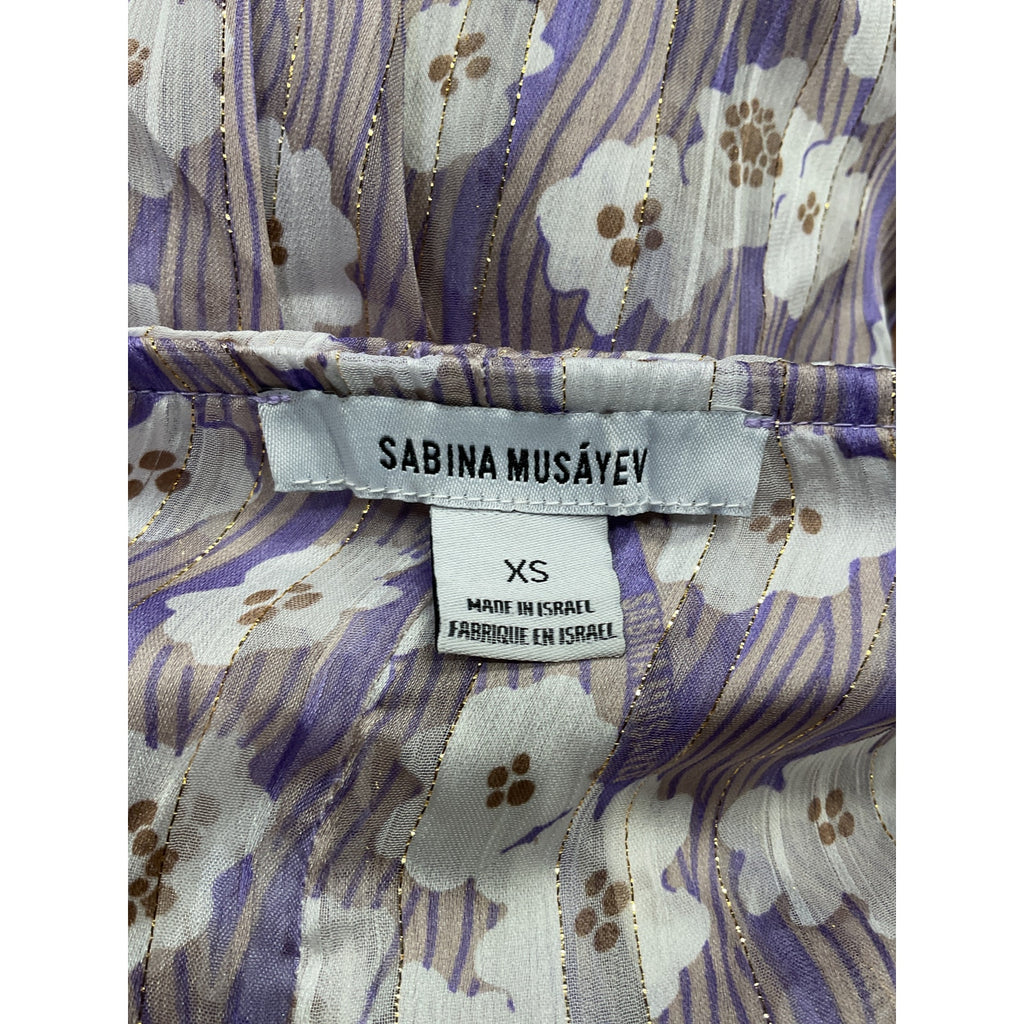 SABINA MUSÁYEV
XS
MADE IN ISRAEL
FABRIQUE EN ISRAEL